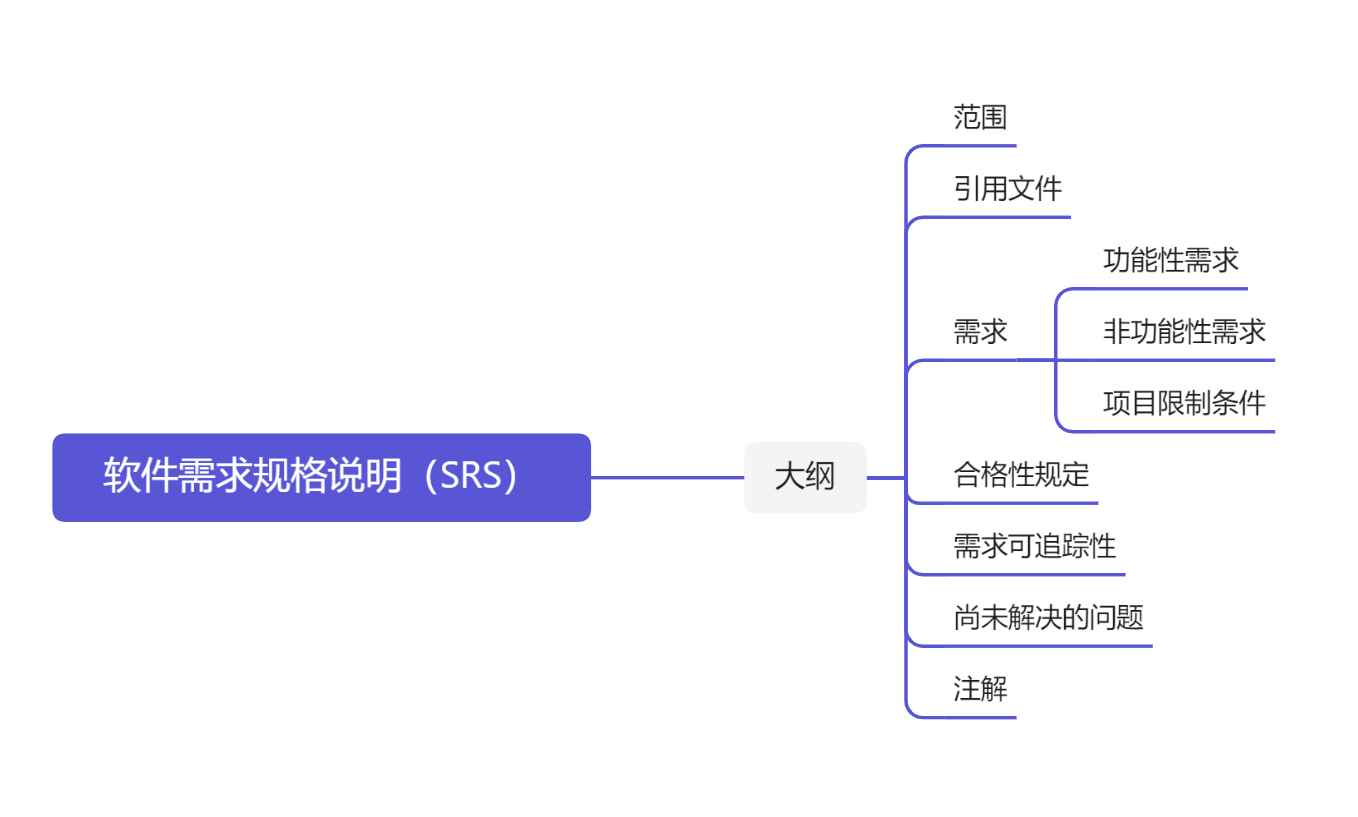 软件需求规格说明（SRS）
大纲
范围
引用文件
需求
功能性需求
非功能性需求
项目限制条件
合格性规定
需求可追踪性
尚未解决的问题
注解